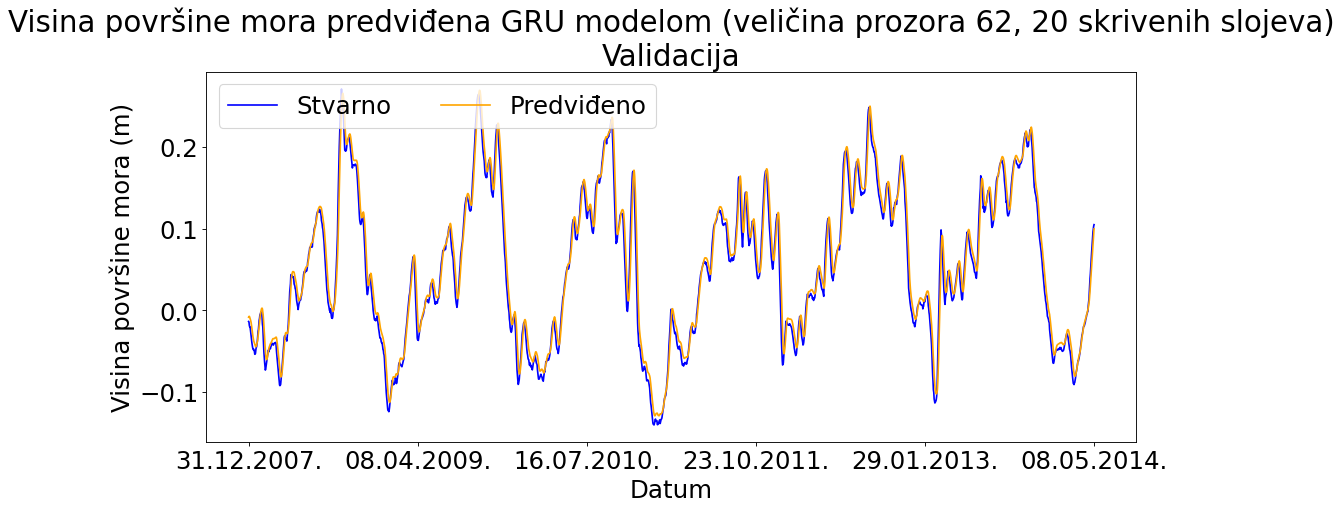 Visina površine mora predviđena GRU modelom (veličina prozora 62, 20 skrivenih slojeva)
Validacija
Stvarno Predviđeno
Visina površine mora (m)
0.2
0.1
0.0
−0.1
31.12.2007. 08.04.2009. 16.07.2010. 23.10.2011. 29.01.2013. 08.05.2014.
Datum